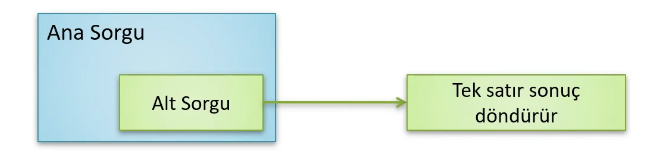 Ana Sorgu
Alt Sorgu
Tek satır sonuç
döndürür